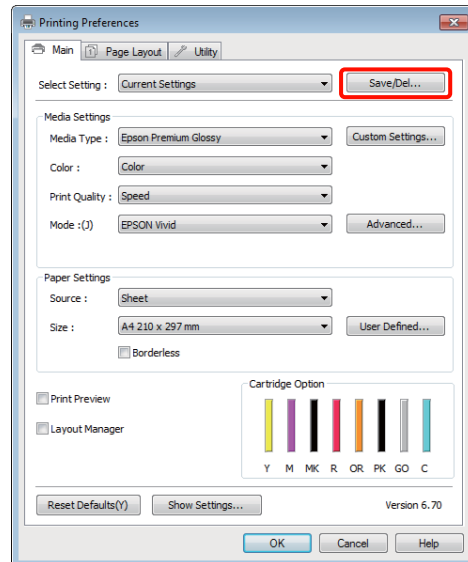 Printing Preferences
Main Page Layout Utility
Select Setting : Current Settings Save/Del...
Media Settings
Media Type : Epson Premium Glossy Custom Settings...
Color : Color
Print Quality : Speed
Mode :(J) EPSON Vivid Advanced...
Paper Settings
Source : Sheet
Size : A4 210 x 297 mm User Defined...
Borderless
Cartridge Option
Print Preview
Layout Manager
Y M MK R OR PK GO C
Reset Defaults(Y) Show Settings... Version 6.70
OK Cancel Help